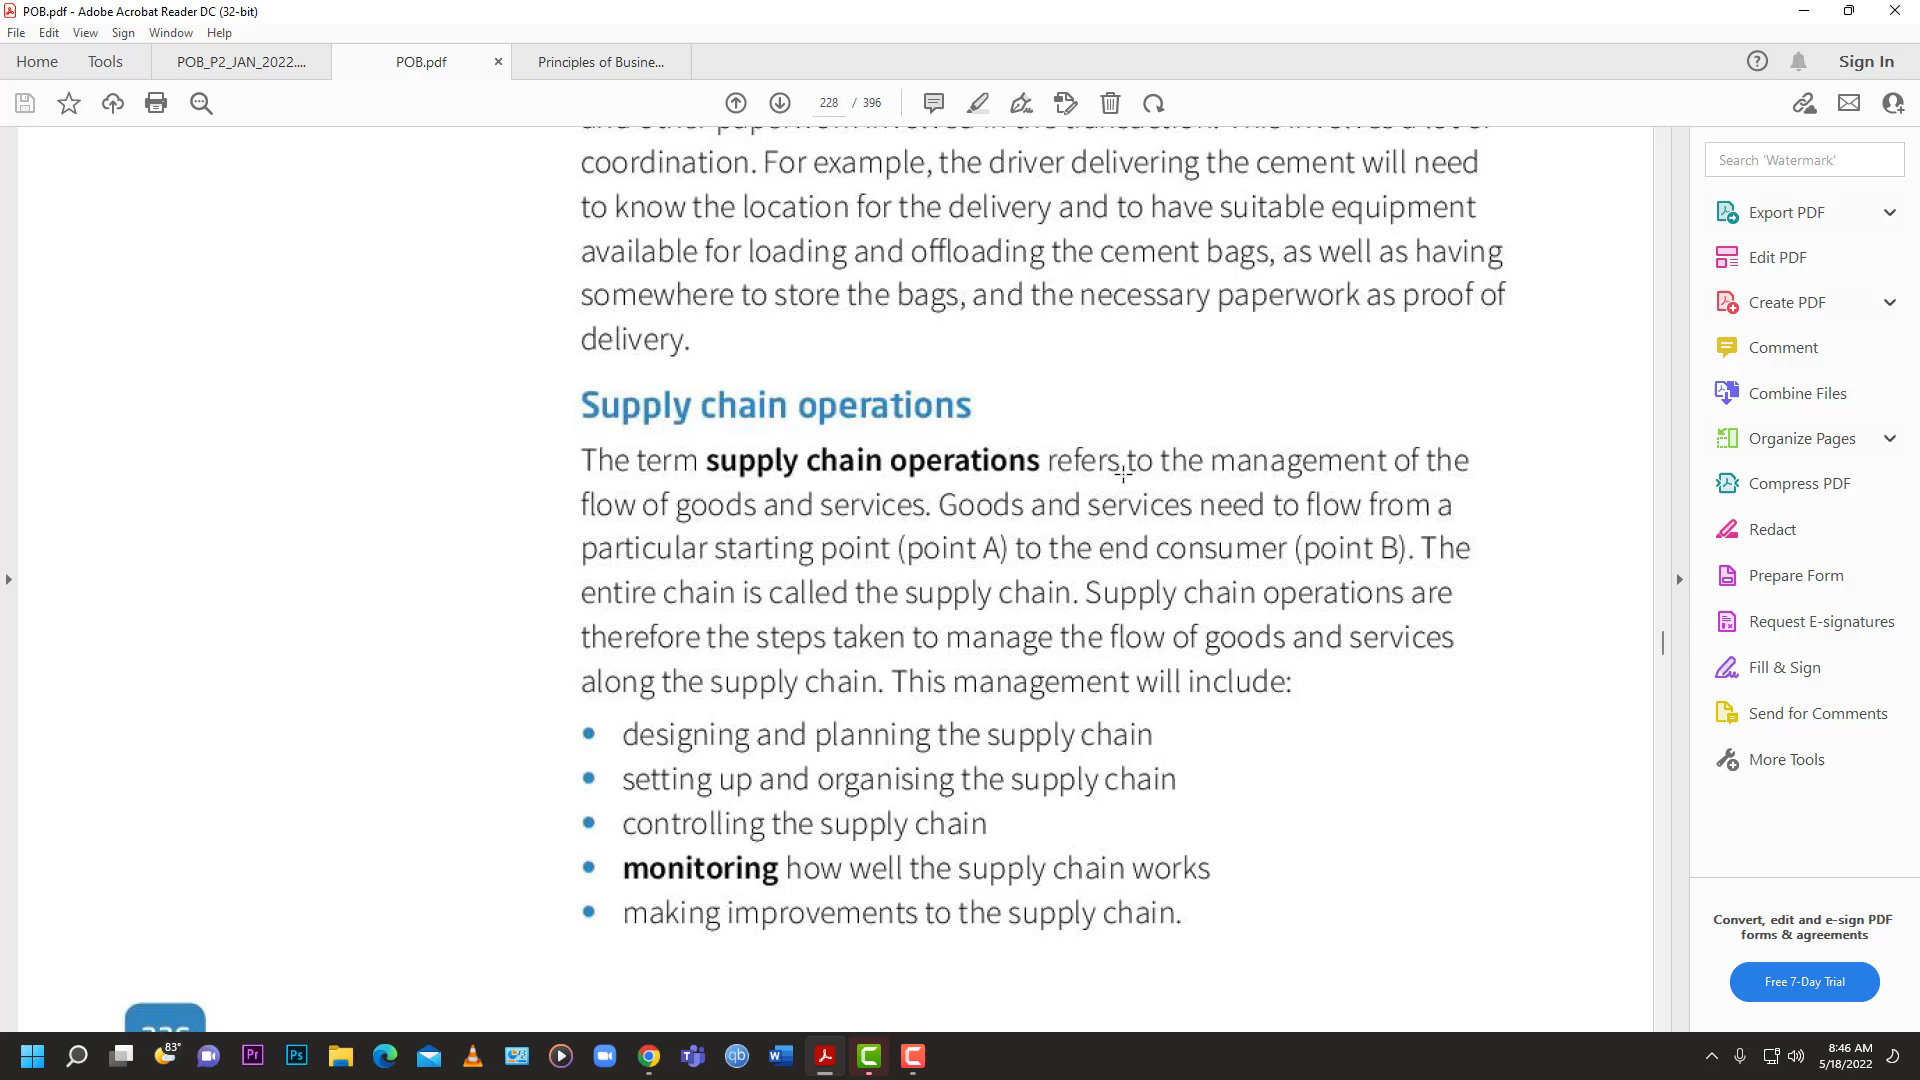 POB.pdf - Adobe Acrobat Reader DC (32-bit)
File Edit View Sign Window Help
Home Tools POB_P2_JAN_2022.... POB.pdf Principles of Busine... Sign In
228 / 396
coordination. For example, the driver delivering the cement will need
to know the location for the delivery and to have suitable equipment
available for loading and offloading the cement bags, as well as having
somewhere to store the bags, and the necessary paperwork as proof of
delivery.
Supply chain operations
The term supply chain operations refers to the management of the
flow of goods and services. Goods and services need to flow from a
particular starting point (point A) to the end consumer (point B). The
entire chain is called the supply chain. Supply chain operations are
therefore the steps taken to manage the flow of goods and services
along the supply chain. This management will include:
• designing and planning the supply chain
• setting up and organising the supply chain
• controlling the supply chain
• monitoring how well the supply chain works
• making improvements to the supply chain.
Search 'Watermark'
Export PDF
Edit PDF
Create PDF
Comment
Combine Files
Organize Pages
Compress PDF
Redact
Prepare Form
Request E-signatures
Fill & Sign
Send for Comments
More Tools
Convert, edit and e-sign PDF
forms & agreements
Free 7-Day Trial
83°
Pr
Ps
qb
8:46 AM
5/18/2022